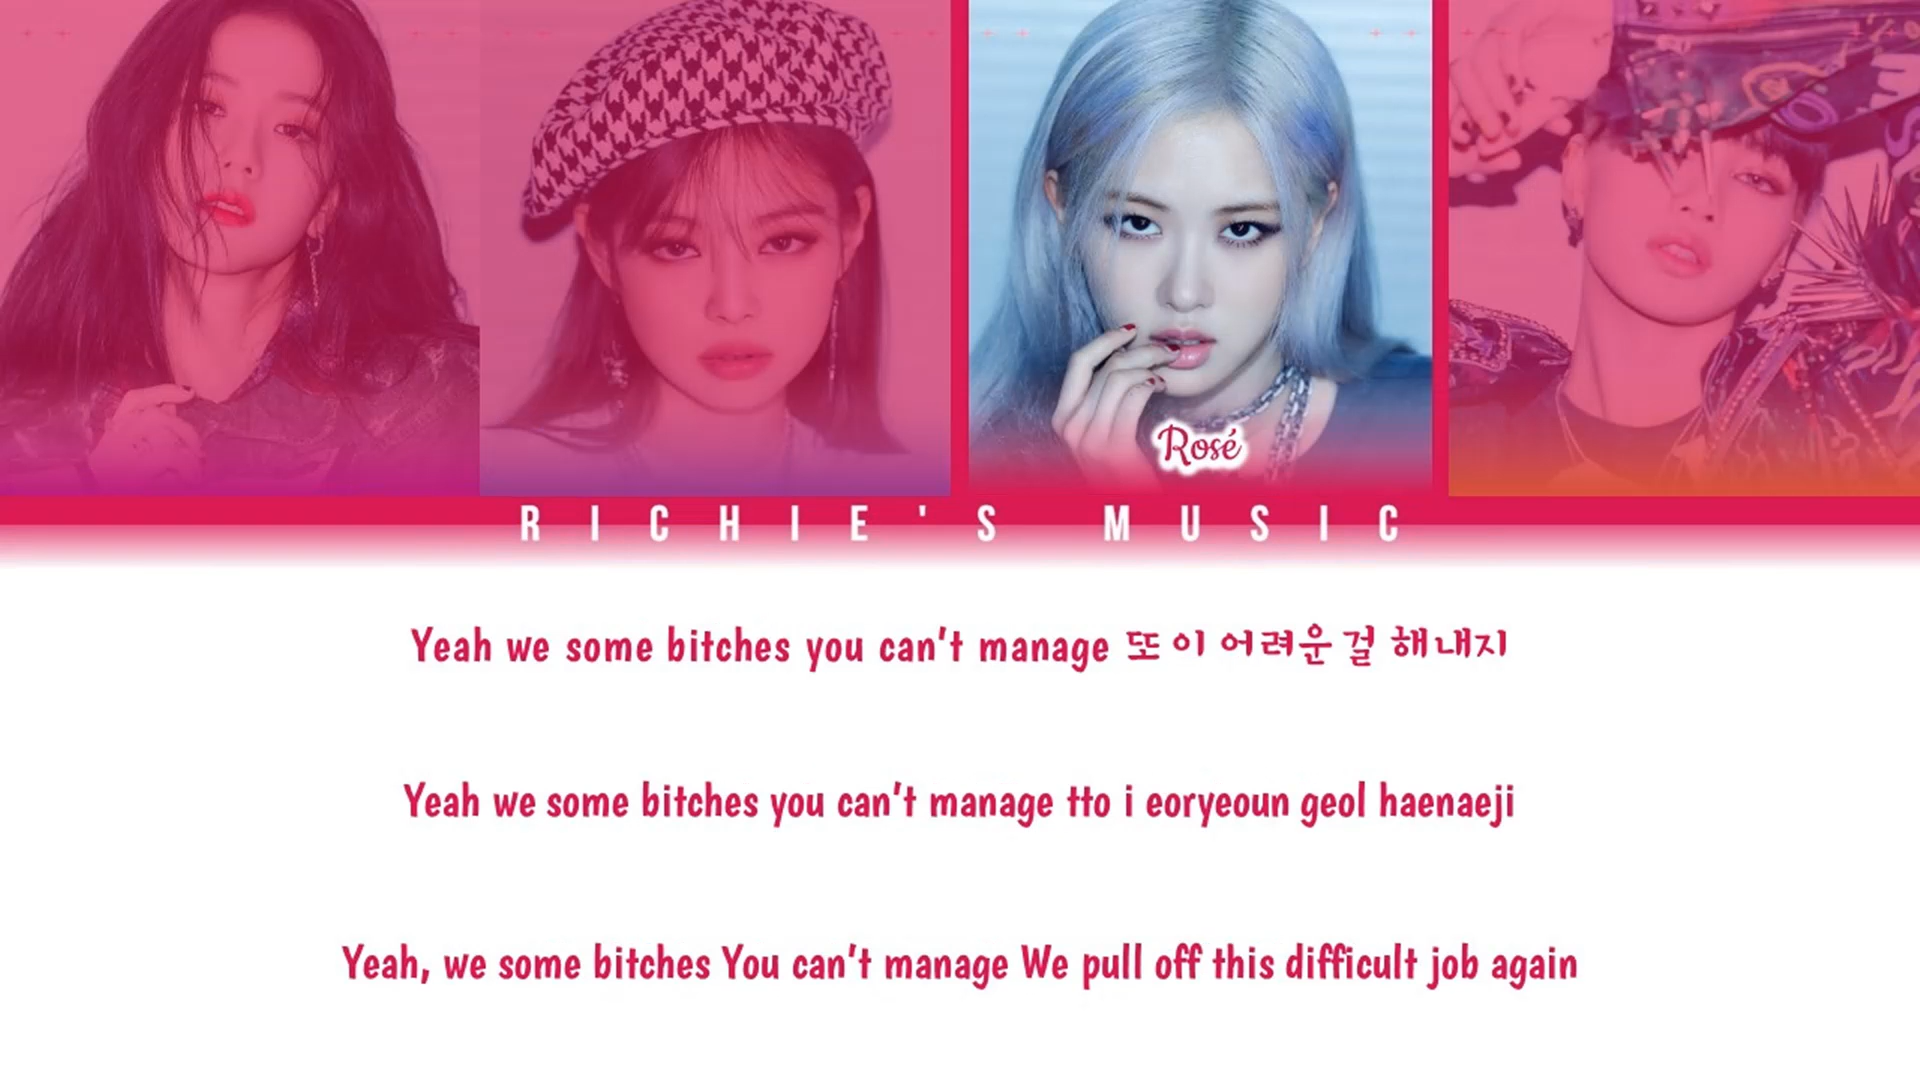 Rosé
RICHIE'S MUSIC
Yeah we some bitches you can't manage 또 이 어려운 걸 해내지
Yeah we some bitches you can't manage tto i eoryeoun geol haenaeji
Yeah, we some bitches You can't manage We pull off this difficult job again